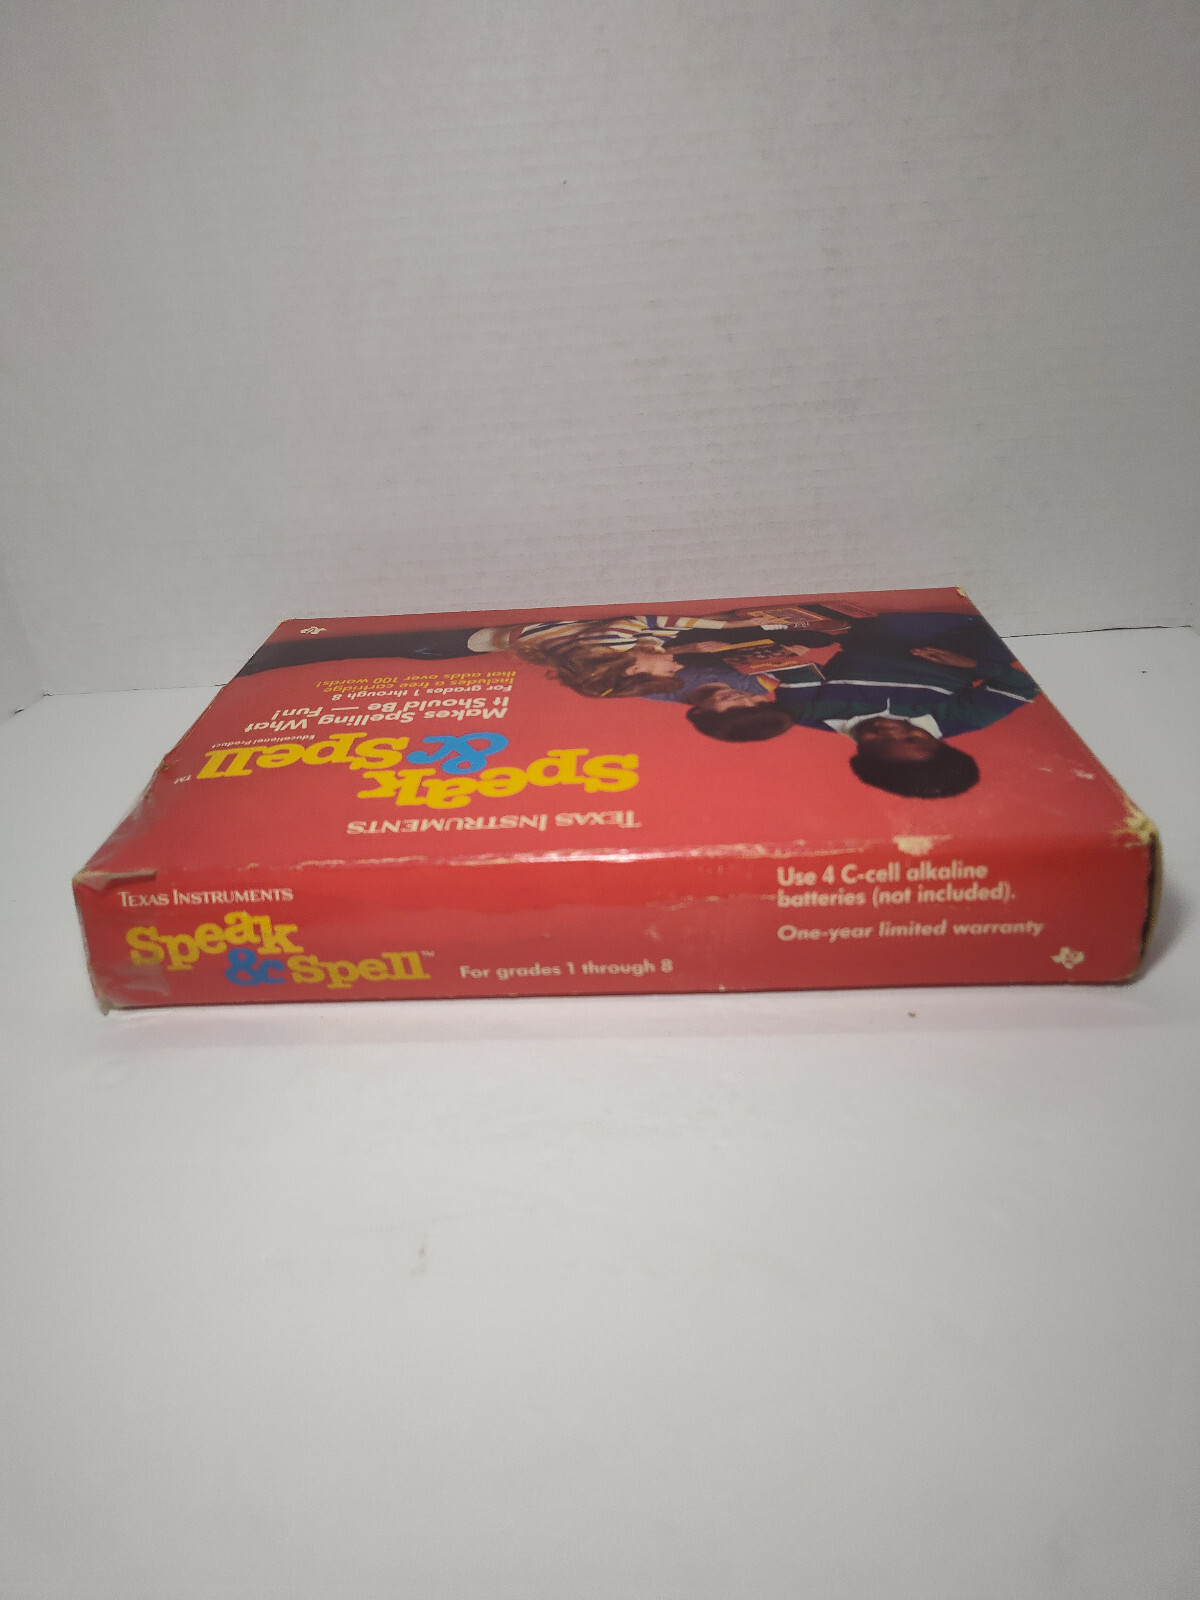 TEXAS INSTRUMENTS
Speak
& Spell™
Educational Product
Makes Spelling What
It Should Be — Fun!
For grades 1 through 8
Includes a free cartridge
that adds over 100 words!
TEXAS INSTRUMENTS
Speak
& Spell™
For grades 1 through 8
Use 4 C-cell alkaline
batteries (not included).
One-year limited warranty